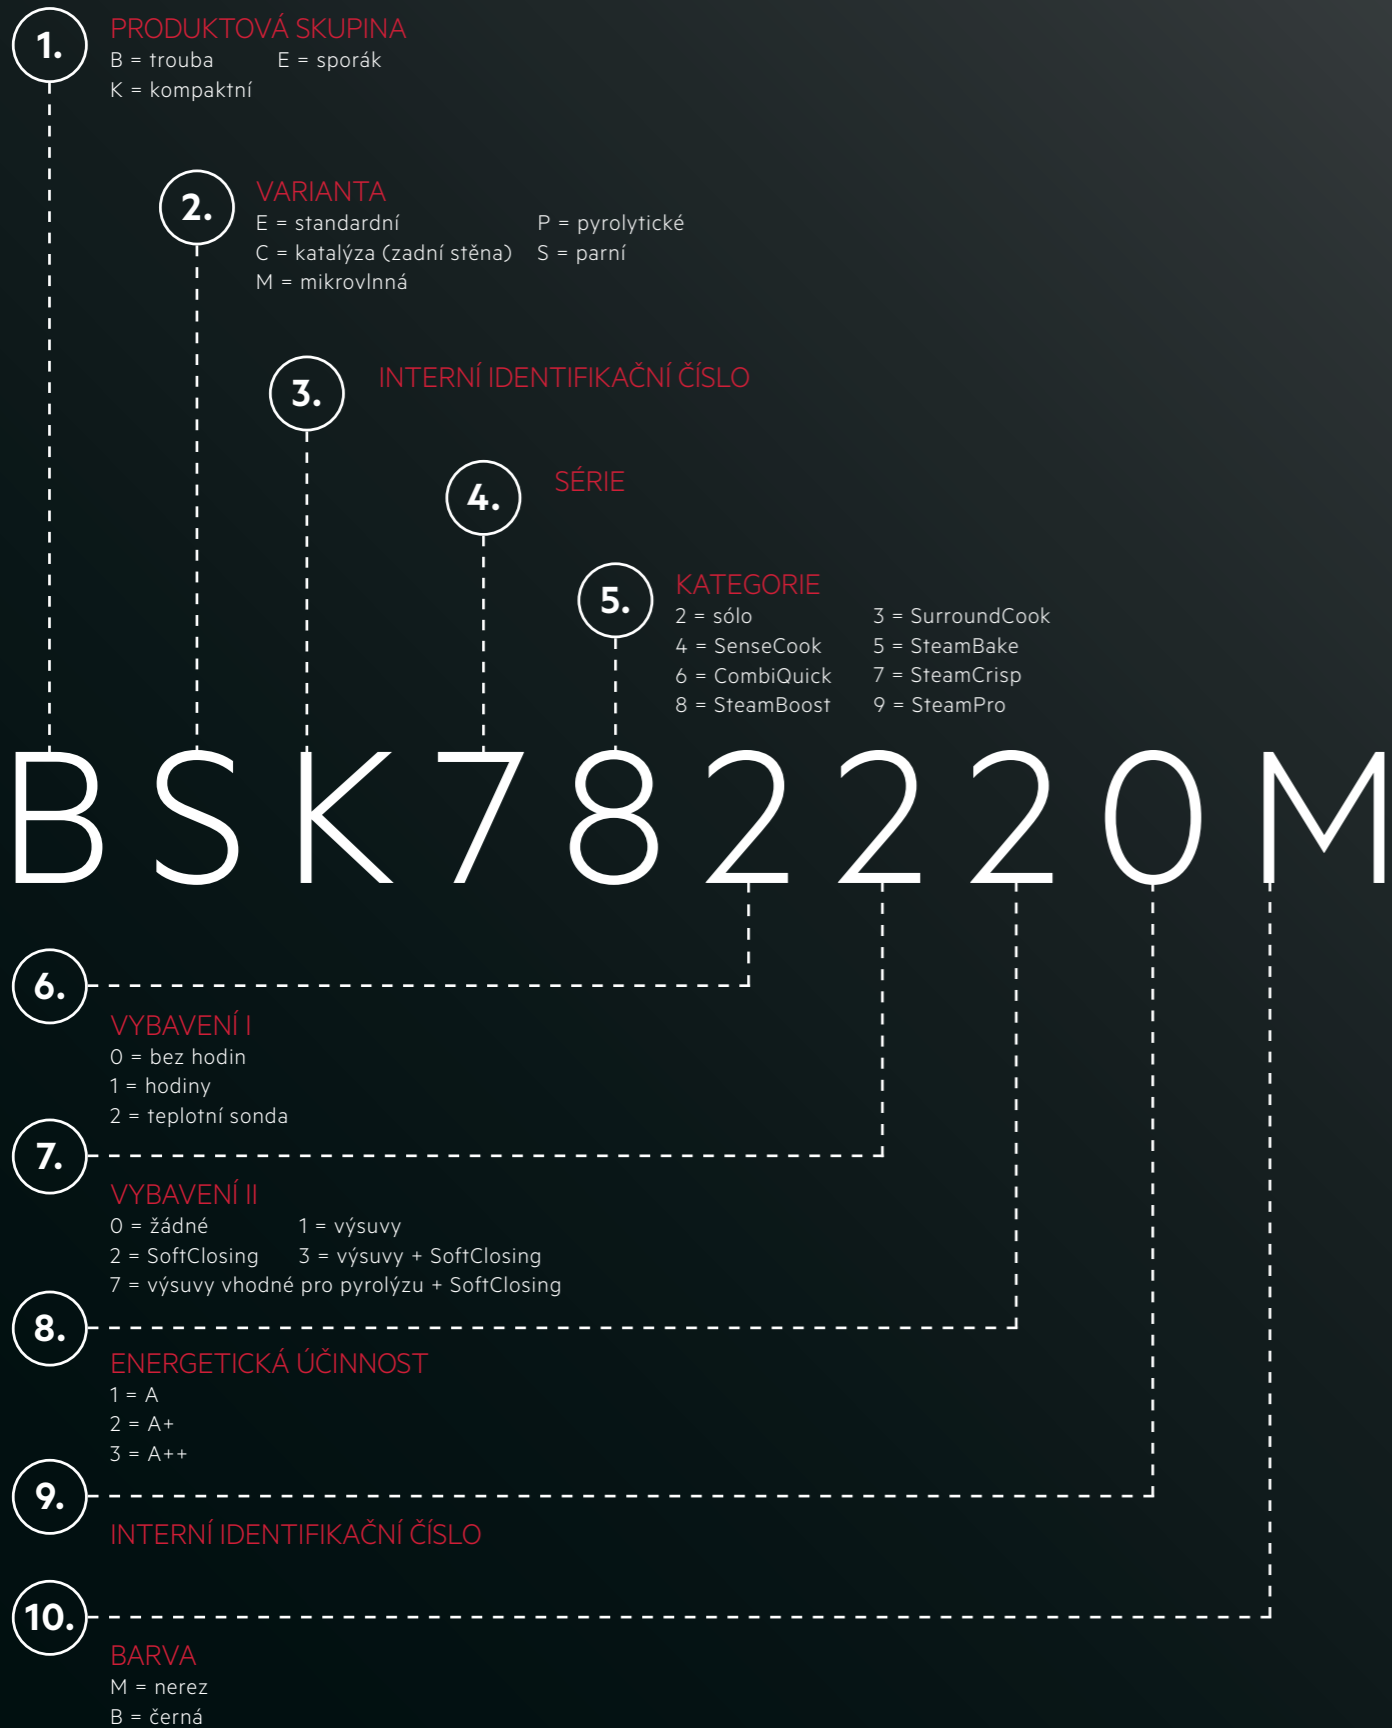 1.
PRODUKTOVÁ SKUPINA
B = trouba E = sporák
K = kompaktní
2.
VARIANTA
E = standardní P = pyrolytické
C = katalýza (zadní stěna) S = parní
M = mikrovlnná
3.
INTERNÍ IDENTIFIKAČNÍ ČÍSLO
4.
SÉRIE
5.
KATEGORIE
2 = sólo 3 = SurroundCook
4 = SenseCook 5 = SteamBake
6 = CombiQuick 7 = SteamCrisp
8 = SteamBoost 9 = SteamPro
BSK782220M
6.
VYBAVENÍ I
0 = bez hodin
1 = hodiny
2 = teplotní sonda
7.
VYBAVENÍ II
0 = žádné 1 = výsuvy
2 = SoftClosing 3 = výsuvy + SoftClosing
7 = výsuvy vhodné pro pyrolýzu + SoftClosing
8.
ENERGETICKÁ ÚČINNOST
1 = A
2 = A+
3 = A++
9.
INTERNÍ IDENTIFIKAČNÍ ČÍSLO
10.
BARVA
M = nerez
B = černá